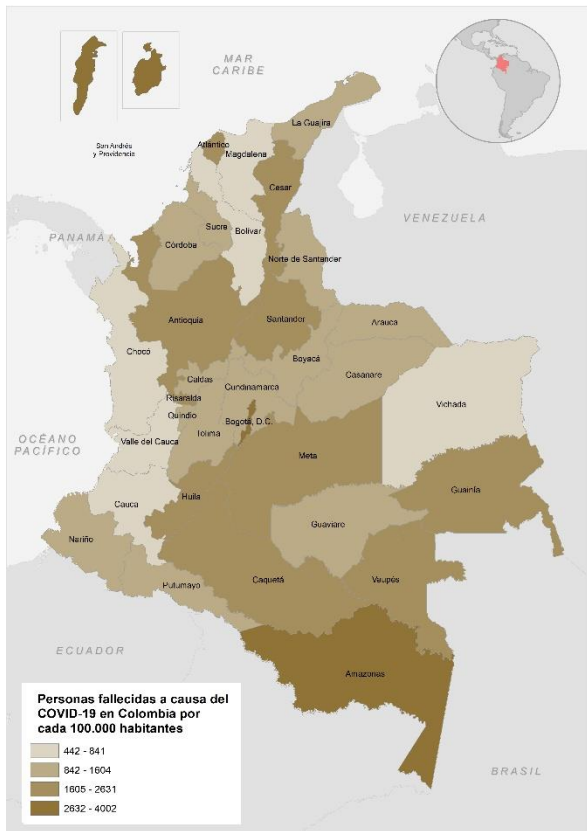 MAR
CARIBE
San Andrés
y Providencia
La Guajira
Atlántico
Magdalena
Cesar
VENEZUELA
PANAMÁ
Sucre
Bolívar
Córdoba
Norte de Santander
Antioquia
Santander
Arauca
Chocó
Boyacá
Caldas
Casanare
Cundinamarca
Risaralda
Vichada
Quindío
Bogotá, D.C.
Tolima
OCÉANO
PACÍFICO
Valle del Cauca
Meta
Guainía
Huila
Cauca
Guaviare
Nariño
Caquetá
Vaupés
Putumayo
ECUADOR
Amazonas
BRASIL
Personas fallecidas a causa del
COVID-19 en Colombia por
cada 100.000 habitantes
442 - 841
842 - 1604
1605 - 2631
2632 - 4002